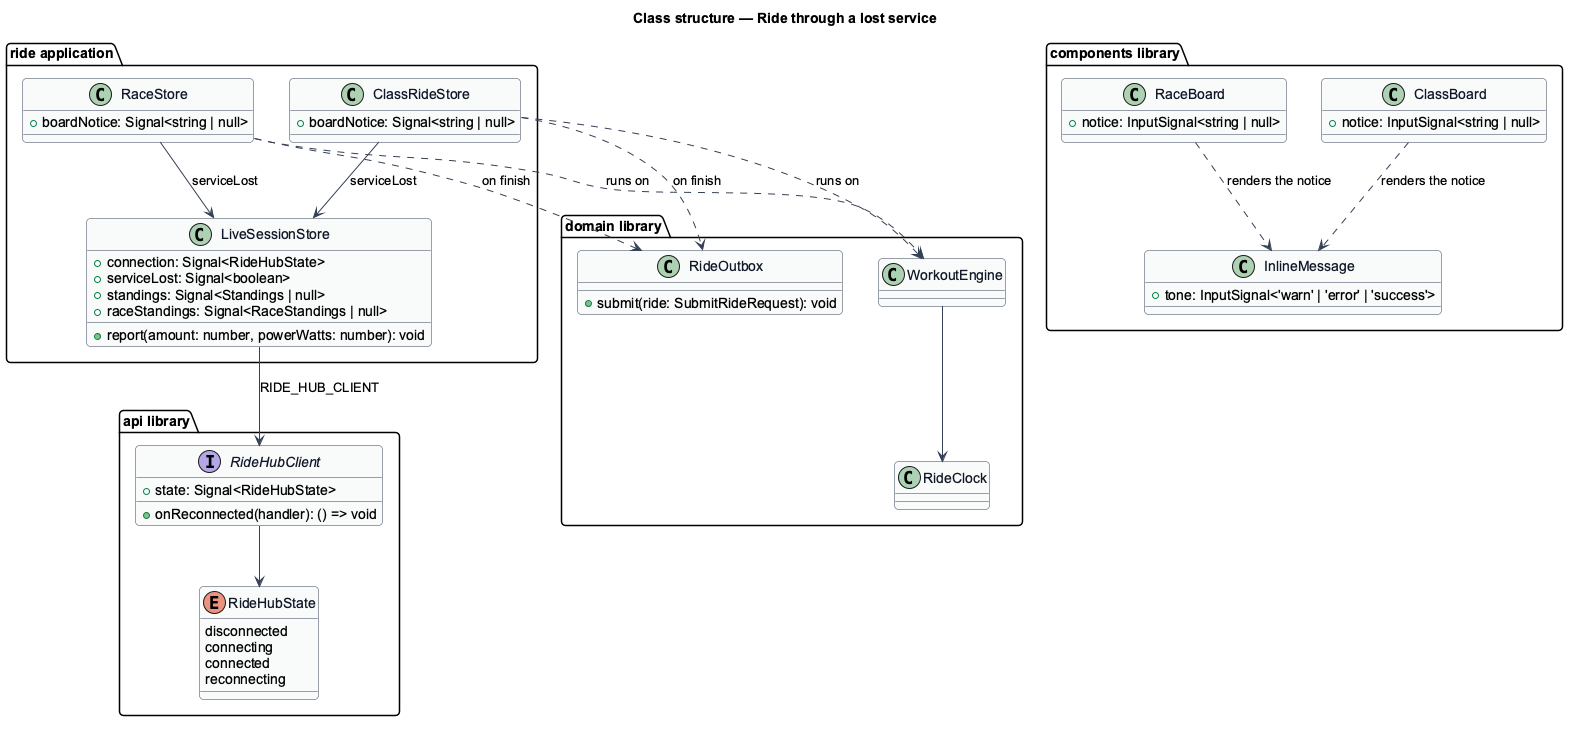 Class structure — Ride through a lost service
ride application
C RaceStore
boardNotice: Signal<string | null>
C ClassRideStore
boardNotice: Signal<string | null>
components library
C RaceBoard
notice: InputSignal<string | null>
C ClassBoard
notice: InputSignal<string | null>
serviceLost
serviceLost
on finish
runs on
on finish
runs on
renders the notice
renders the notice
C LiveSessionStore
connection: Signal<RideHubState>
serviceLost: Signal<boolean>
standings: Signal<Standings | null>
raceStandings: Signal<RaceStandings | null>
report(amount: number, powerWatts: number): void
domain library
C RideOutbox
submit(ride: SubmitRideRequest): void
C WorkoutEngine
C InlineMessage
tone: InputSignal<'warn' | 'error' | 'success'>
RIDE_HUB_CLIENT
api library
I RideHubClient
state: Signal<RideHubState>
onReconnected(handler): () => void
C RideClock
E RideHubState
disconnected
connecting
connected
reconnecting